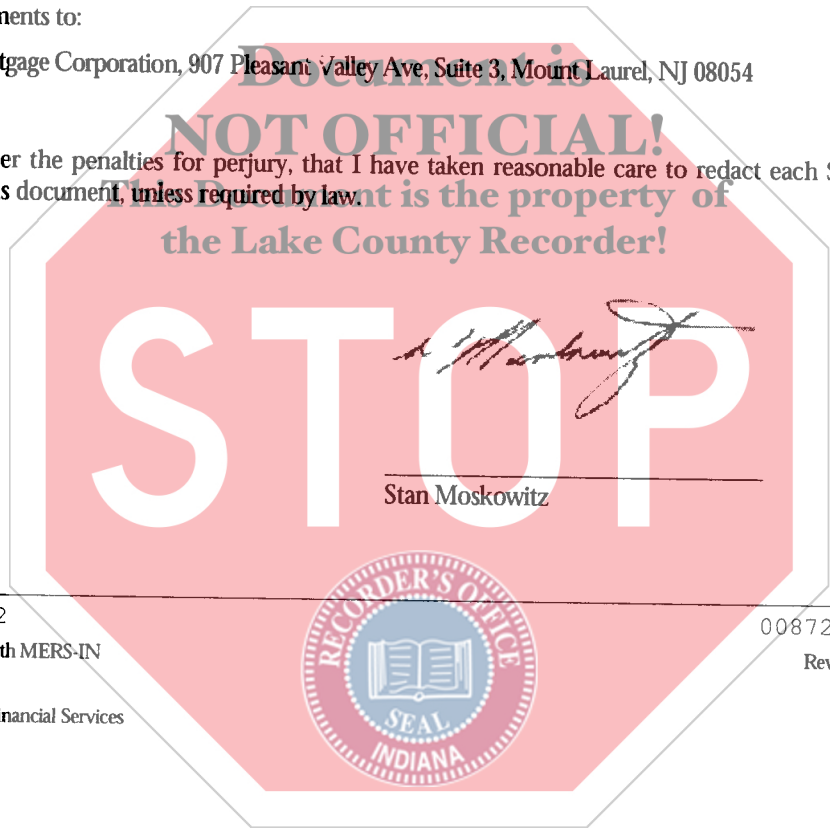 nents to:
tgage Corporation, 907 Pleasant Valley Ave, Suite 3, Mount Laurel, NJ 08054
Document is
NOT OFFICIAL!
er the penalties for perjury, that I have taken reasonable care to redact each S
s document, unless required by law.
This Document is the property of
the Lake County Recorder!
STOP
Stan Moskowitz
RECORDER'S OFFICE
SEAL
INDIANA
2
00872
th MERS-IN
Rev
inancial Services